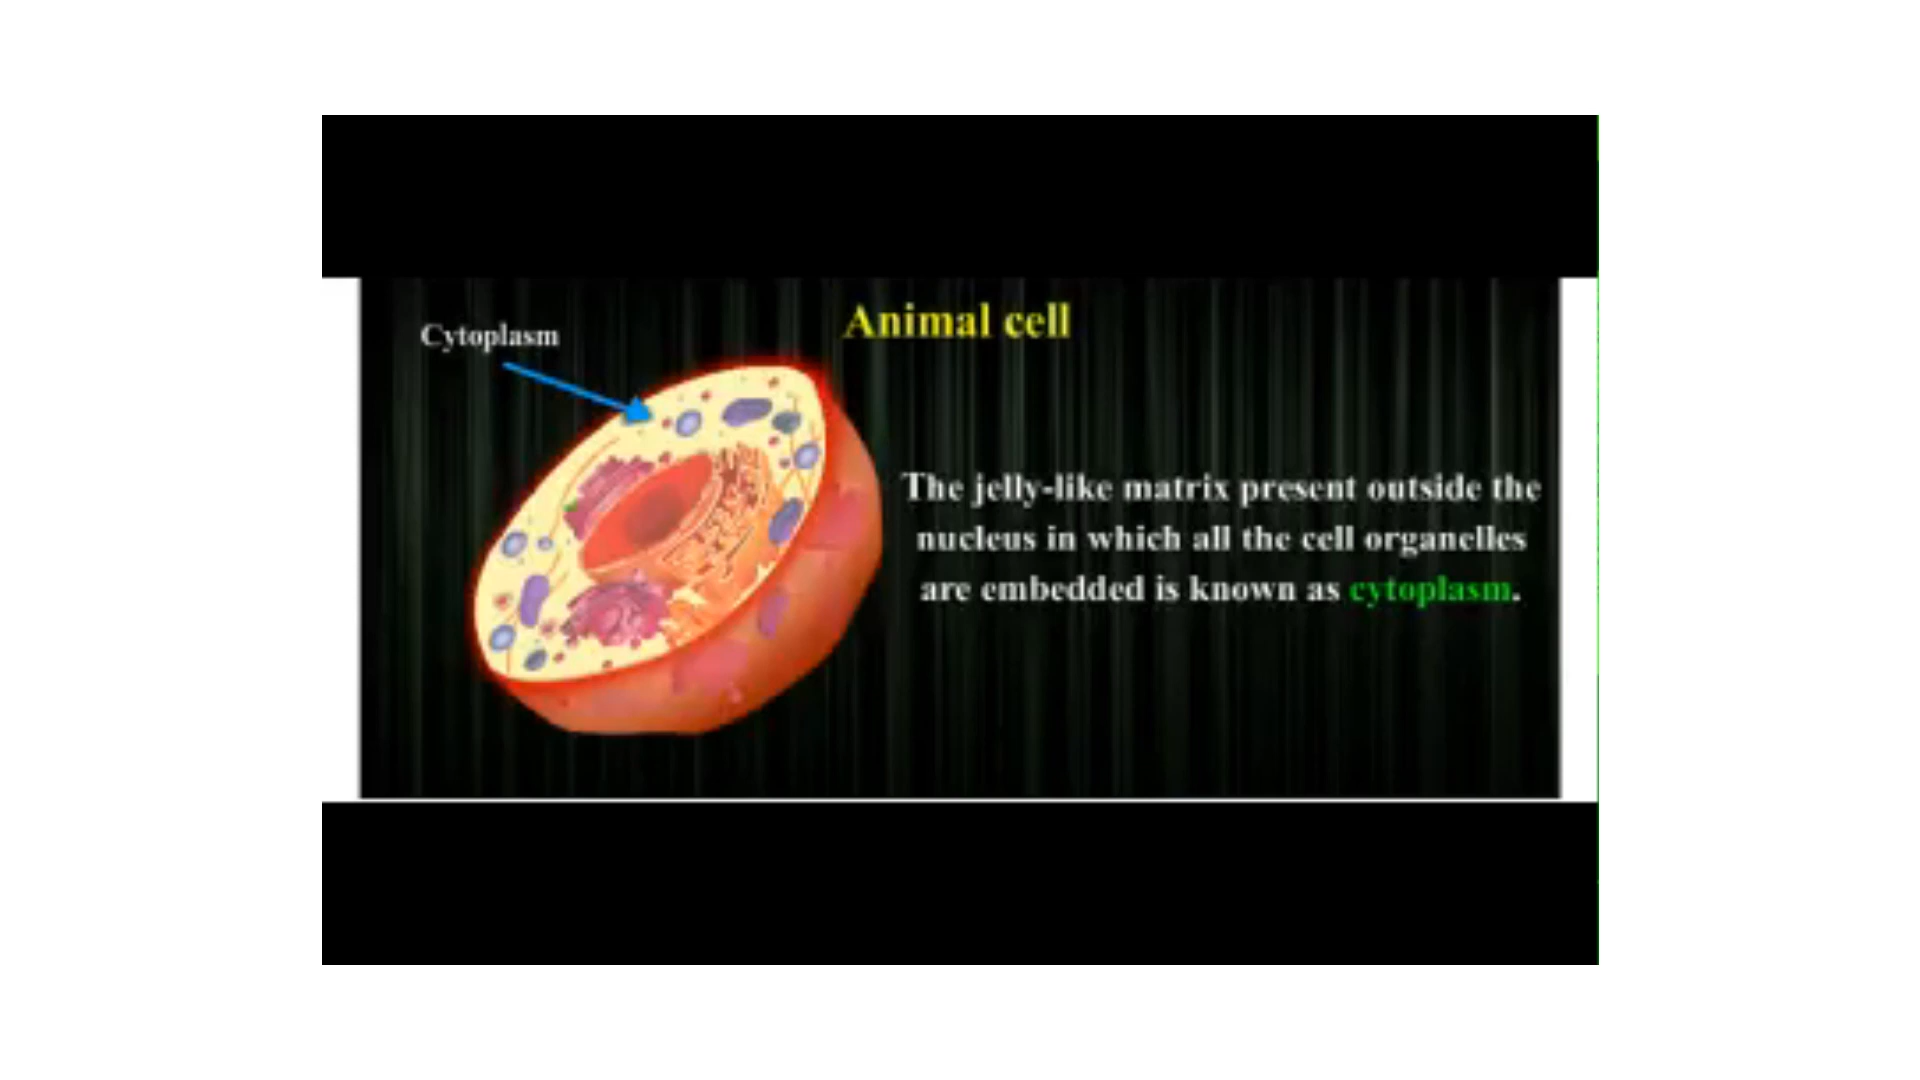 Animal cell
Cytoplasm
The jelly-like matrix present outside the
nucleus in which all the cell organelles
are embedded is known as cytoplasm.